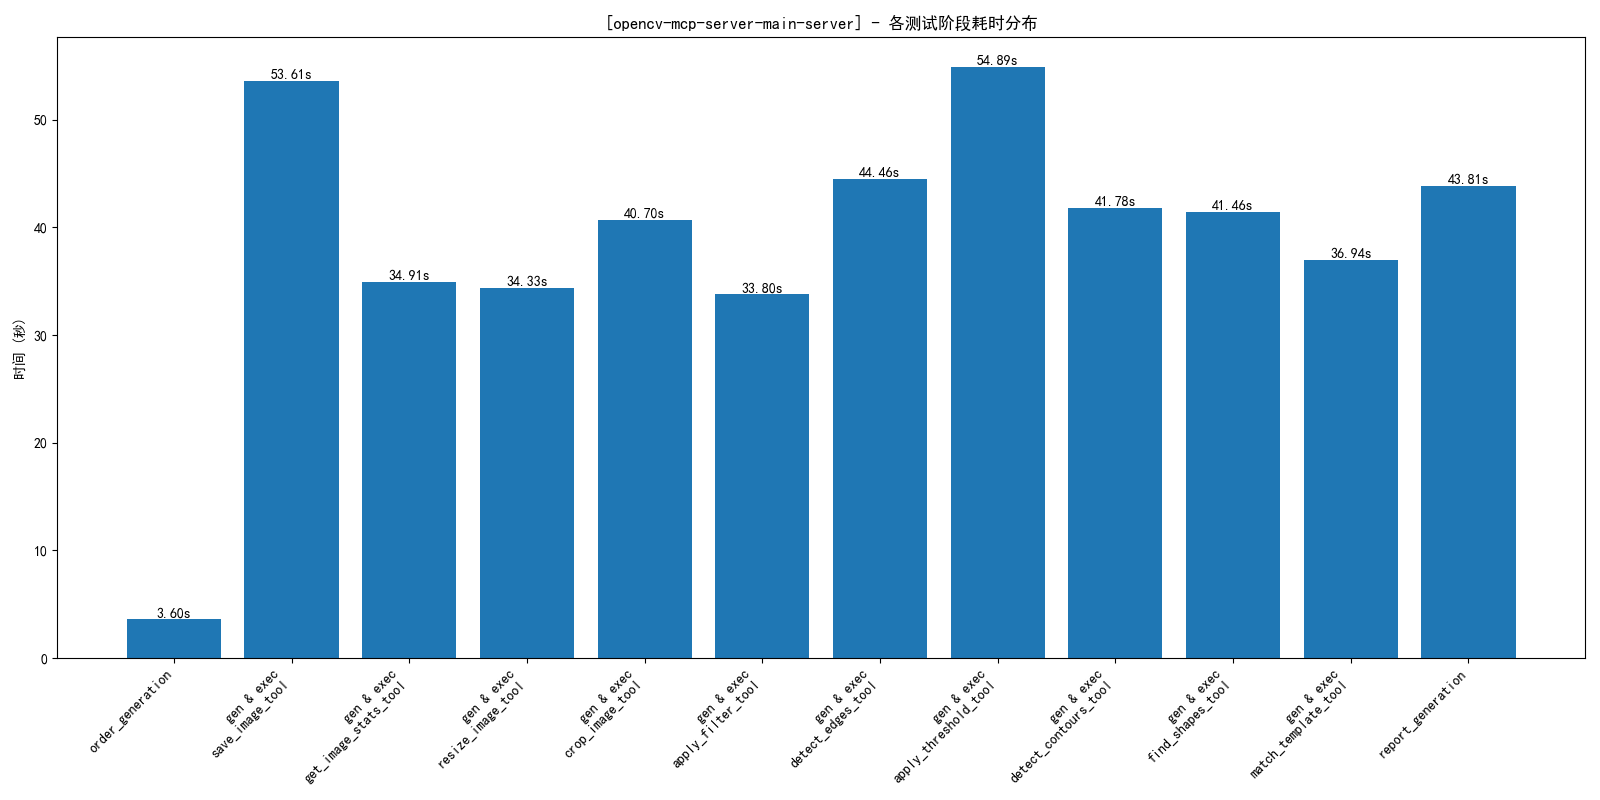 [opencv-mcp-server-main-server] - 各测试阶段耗时分布
时间 (秒)
50
40
30
20
10
0
3.60s
53.61s
34.91s
34.33s
40.70s
33.80s
44.46s
54.89s
41.78s
41.46s
36.94s
43.81s
order_generation
gen & exec
save_image_tool
gen & exec
get_image_stats_tool
gen & exec
resize_image_tool
gen & exec
crop_image_tool
gen & exec
apply_filter_tool
gen & exec
detect_edges_tool
gen & exec
apply_threshold_tool
gen & exec
detect_contours_tool
gen & exec
find_shapes_tool
gen & exec
match_template_tool
report_generation